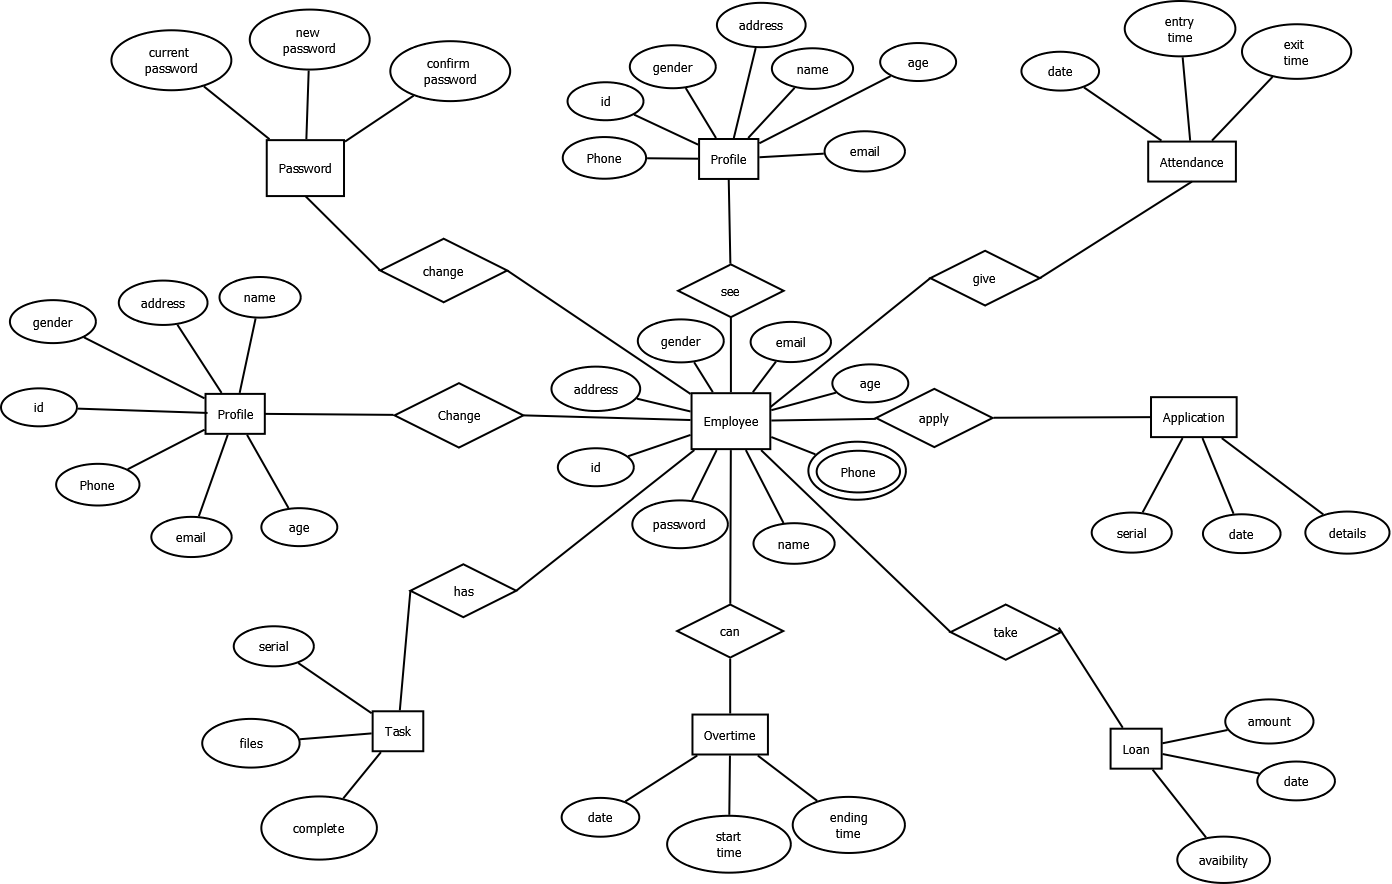 current
password
new
password
confirm
password
Password
change
address
gender
name
age
id
Phone
email
Profile
see
entry
time
exit
time
date
Attendance
give
gender
address
name
id
Profile
Phone
email
age
Change
gender
email
address
age
Employee
id
Phone
password
name
apply
Application
serial
date
details
has
serial
files
Task
complete
can
Overtime
date
start
time
ending
time
take
Loan
amount
date
avaibility